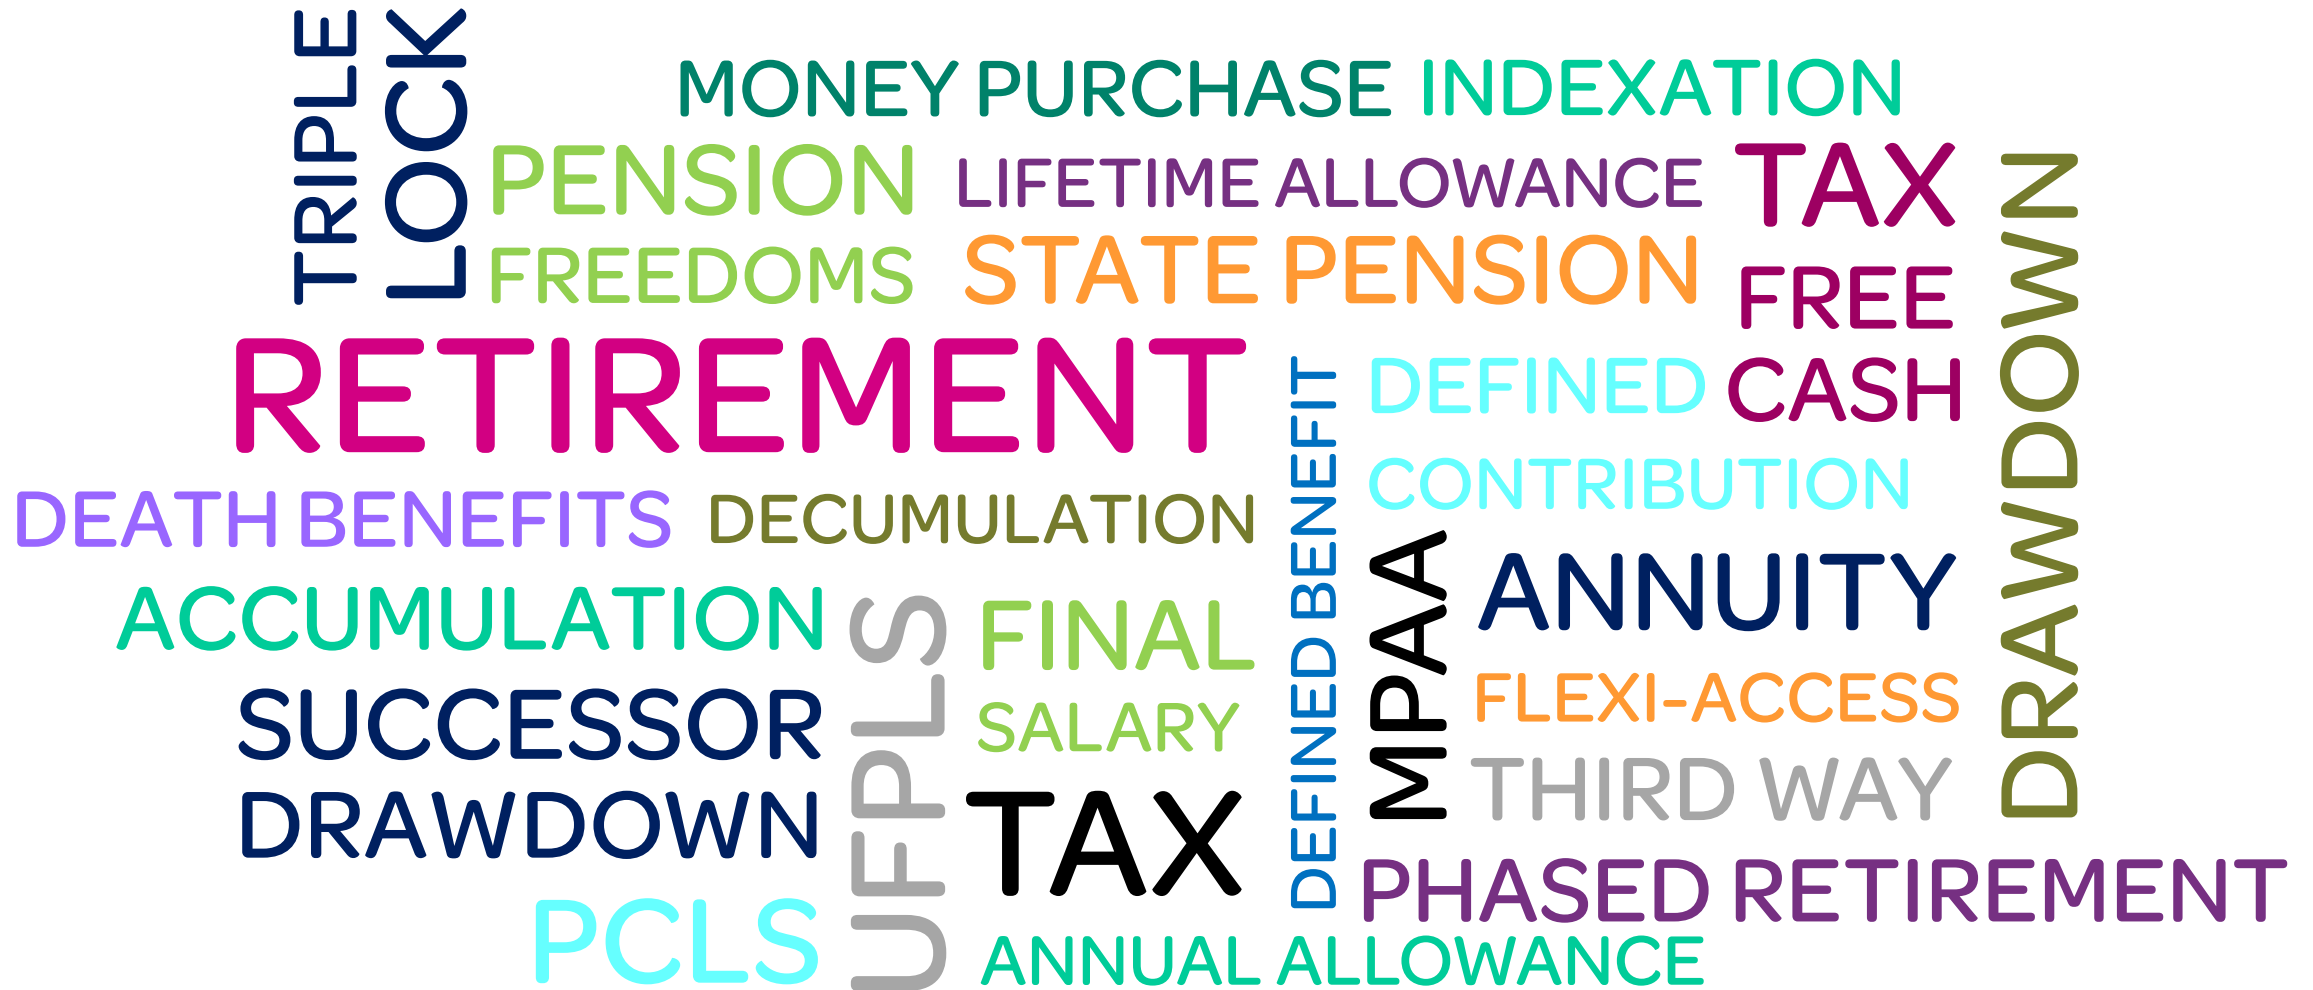 TRIPLE
LOCK
MONEY PURCHASE
INDEXATION
PENSION
FREEDOMS
LIFETIME ALLOWANCE
STATE PENSION
TAX
FREE
CASH
DRAWDOWN
RETIREMENT
DEFINED BENEFIT
DEFINED
CONTRIBUTION
DEATH BENEFITS
DECUMULATION
ACCUMULATION
UFPLS
FINAL
SALARY
MPAA
ANNUITY
FLEXI-ACCESS
THIRD WAY
SUCCESSOR
DRAWDOWN
TAX
PHASED RETIREMENT
PCLS
ANNUAL ALLOWANCE